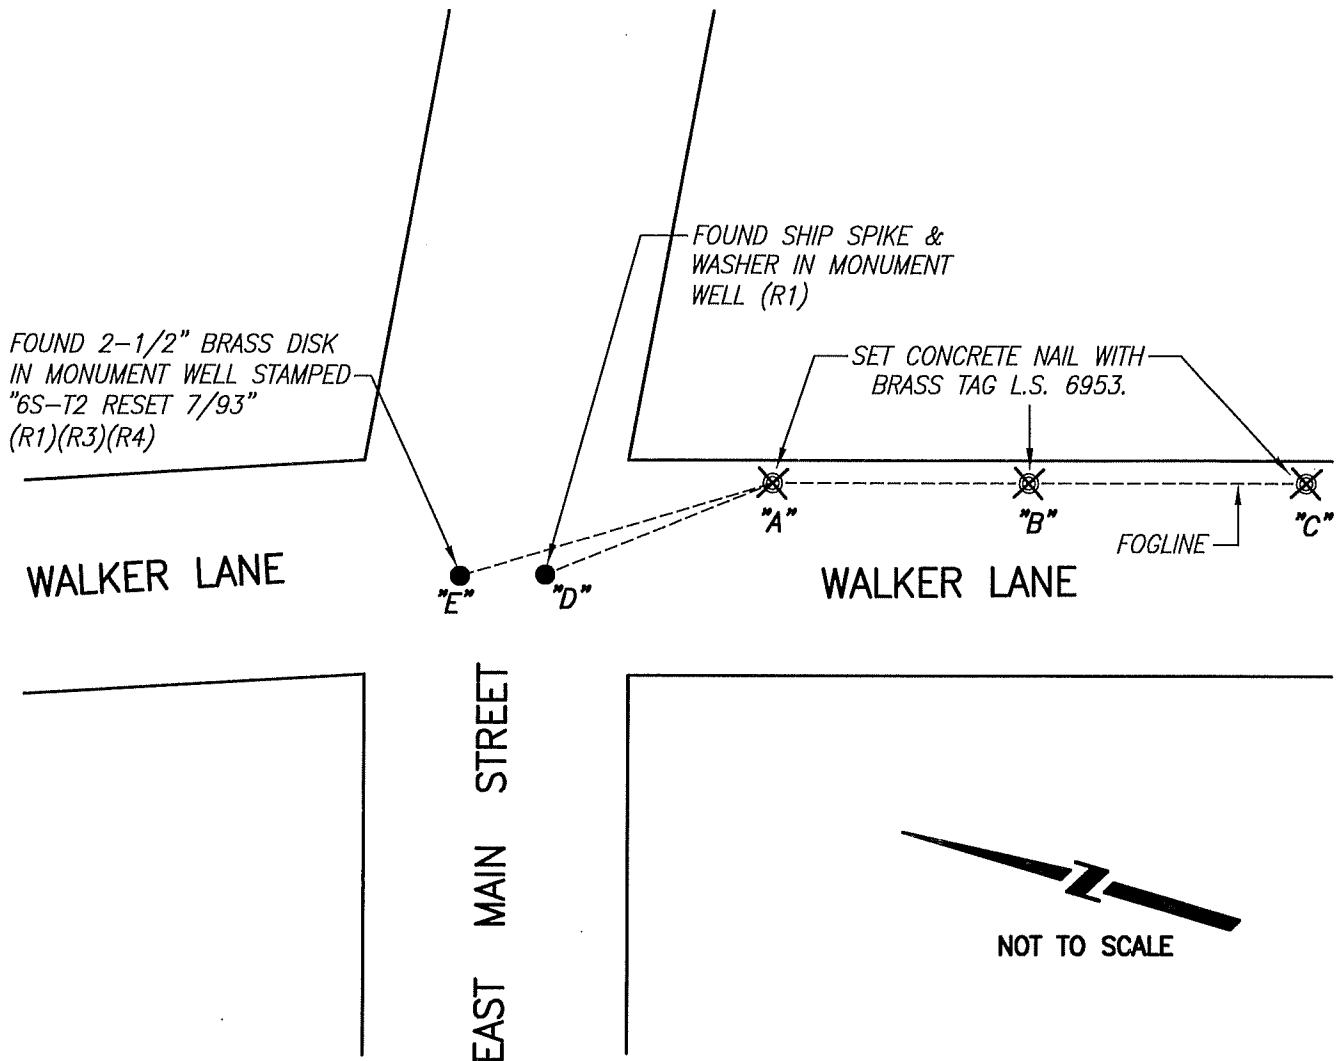 FOUND SHIP SPIKE &
WASHER IN MONUMENT
WELL (R1)
FOUND 2-1/2" BRASS DISK
IN MONUMENT WELL STAMPED
"6S-T2 RESET 7/93"
(R1)(R3)(R4)
SET CONCRETE NAIL WITH
BRASS TAG L.S. 6953.
"A"
"B"
"C"
FOGLINE
WALKER LANE
"E"
"D"
WALKER LANE
EAST MAIN STREET
Z
NOT TO SCALE